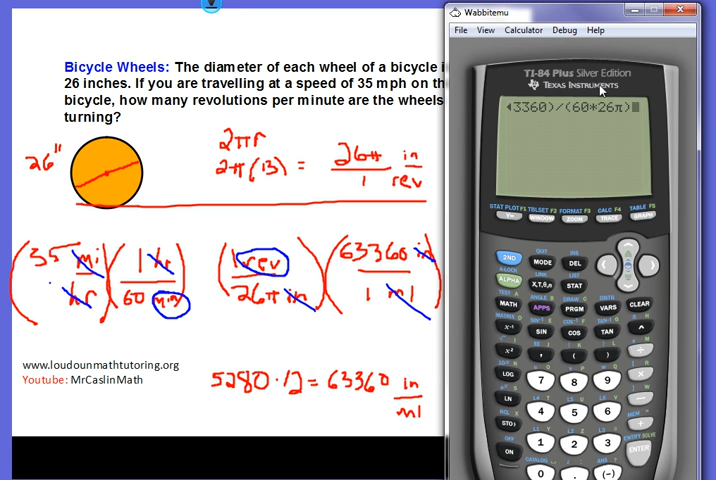 Bicycle Wheels: The diameter of each wheel of a bicycle i
26 inches. If you are travelling at a speed of 35 mph on th
bicycle, how many revolutions per minute are the wheels
turning?
26"
2πr
2π(13) = 26π in
1 rev
(35 mi / hr) (1 hr / 60 min) (1 rev / 26π in) (63360 in / 1 mi)
www.loudounmathtutoring.org
Youtube: MrCaslinMath
5280 · 12 = 63360 in
mi
Wabbitemu
File View Calculator Debug Help
TI-84 Plus Silver Edition
TEXAS INSTRUMENTS
3360)/(60*26π)
STAT PLOT F1 TBLSET F2 FORMAT F3 CALC F4 TABLE F5
Y= WINDOW ZOOM TRACE GRAPH
2ND MODE DEL
A-LOCK LINK LIST
ALPHA X,T,θ,n STAT
TEST A ANGLE B DRAW C DISTR
MATH APPS PRGM VARS CLEAR
X⁻¹ SIN COS TAN ^
X² , ( ) ÷
LOG 7 8 9 ×
LN 4 5 6 −
STO› 1 2 3 +
OFF CATALOG
ON 0 . (−) ENTER